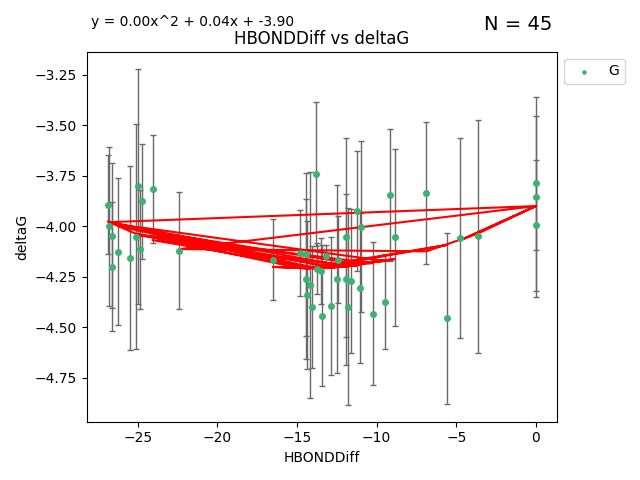 y = 0.00x^2 + 0.04x + -3.90
N = 45
HBONDDiff vs deltaG
G
deltaG
−3.25
−3.50
−3.75
−4.00
−4.25
−4.50
−4.75
−25
−20
−15
−10
−5
0
HBONDDiff